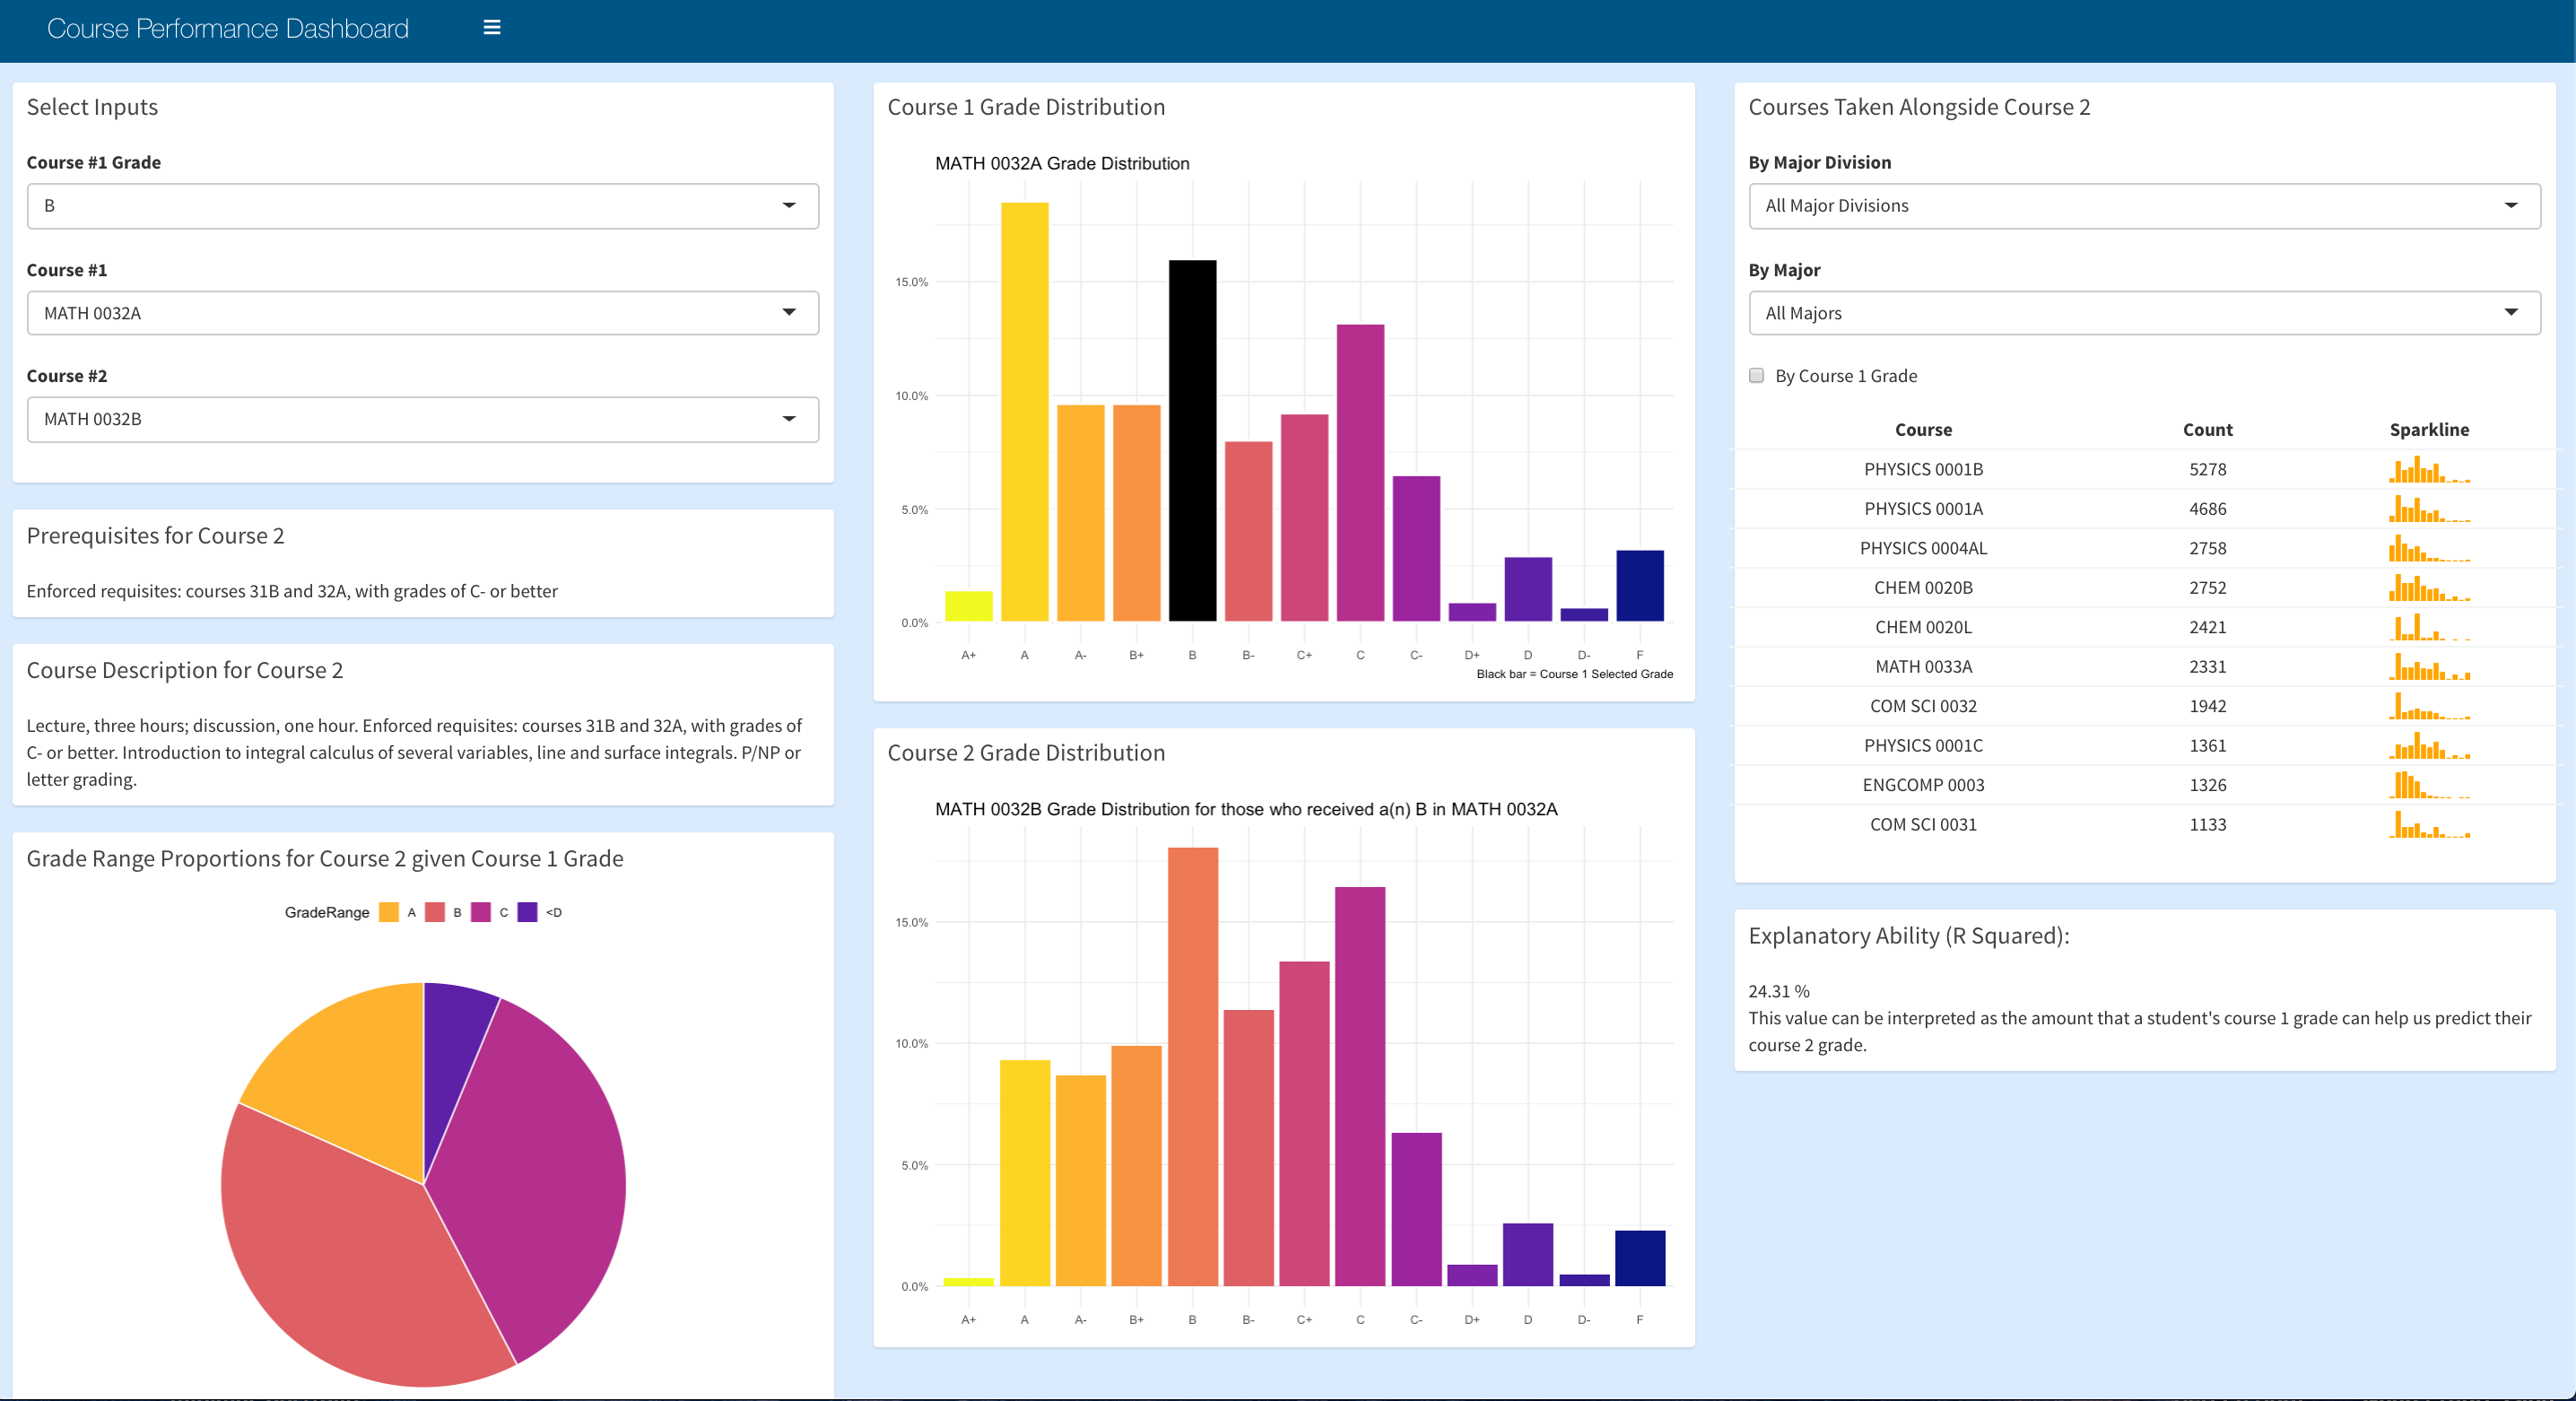 Course Performance Dashboard
Select Inputs
Course #1 Grade
B
Course #1
MATH 0032A
Course #2
MATH 0032B
Prerequisites for Course 2
Enforced requisites: courses 31B and 32A, with grades of C- or better
Course Description for Course 2
Lecture, three hours; discussion, one hour. Enforced requisites: courses 31B and 32A, with grades of
C- or better. Introduction to integral calculus of several variables, line and surface integrals. P/NP or
letter grading.
Grade Range Proportions for Course 2 given Course 1 Grade
GradeRange A B C <D
Course 1 Grade Distribution
MATH 0032A Grade Distribution
15.0%
10.0%
5.0%
0.0%
A+ A A- B+ B B- C+ C C- D+ D D- F
Black bar = Course 1 Selected Grade
Course 2 Grade Distribution
MATH 0032B Grade Distribution for those who received a(n) B in MATH 0032A
15.0%
10.0%
5.0%
0.0%
A+ A A- B+ B B- C+ C C- D+ D D- F
Courses Taken Alongside Course 2
By Major Division
All Major Divisions
By Major
All Majors
By Course 1 Grade
Course Count Sparkline
PHYSICS 0001B 5278
PHYSICS 0001A 4686
PHYSICS 0004AL 2758
CHEM 0020B 2752
CHEM 0020L 2421
MATH 0033A 2331
COM SCI 0032 1942
PHYSICS 0001C 1361
ENGCOMP 0003 1326
COM SCI 0031 1133
Explanatory Ability (R Squared):
24.31 %
This value can be interpreted as the amount that a student's course 1 grade can help us predict their
course 2 grade.